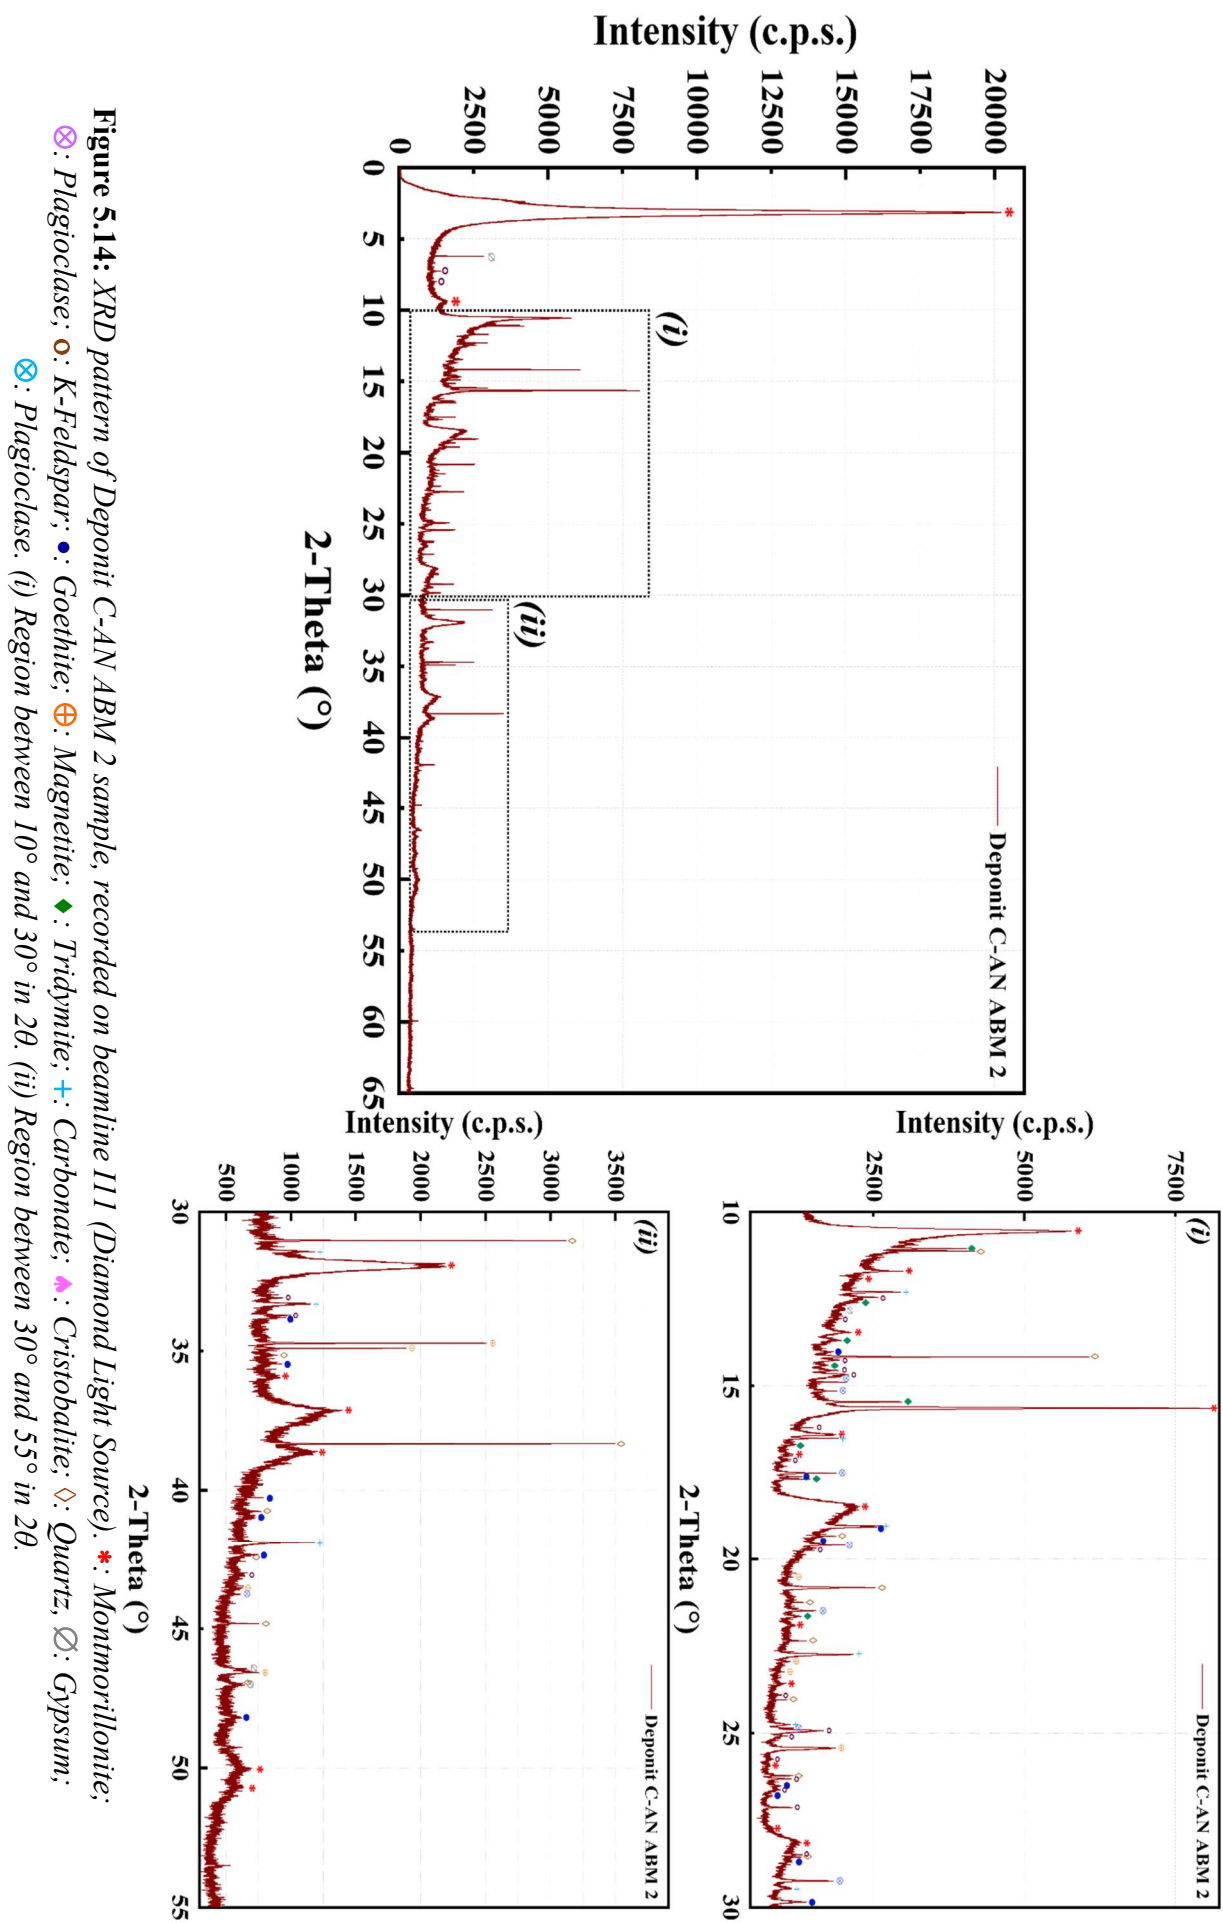 Intensity (c.p.s.)
20000
17500
15000
12500
10000
7500
5000
2500
0
0
5
10
15
20
25
30
35
40
45
50
55
60
65
2-Theta (°)
(i)
(ii)
Deponit C-AN ABM 2
Intensity (c.p.s.)
7500
5000
2500
10
15
20
25
30
2-Theta (°)
(i)
Deponit C-AN ABM 2
Intensity (c.p.s.)
3500
3000
2500
2000
1500
1000
500
30
35
40
45
50
55
2-Theta (°)
(ii)
Deponit C-AN ABM 2
Figure 5.14: XRD pattern of Deponit C-AN ABM 2 sample, recorded on beamline I11 (Diamond Light Source). *: Montmorillonite;
⊗: Plagioclase; o: K-Feldspar; ●: Goethite; ⊕: Magnetite; ♦: Tridymite; +: Carbonate; ♠: Cristobalite; ◇: Quartz, ∅: Gypsum;
⊗: Plagioclase. (i) Region between 10° and 30° in 2θ. (ii) Region between 30° and 55° in 2θ.